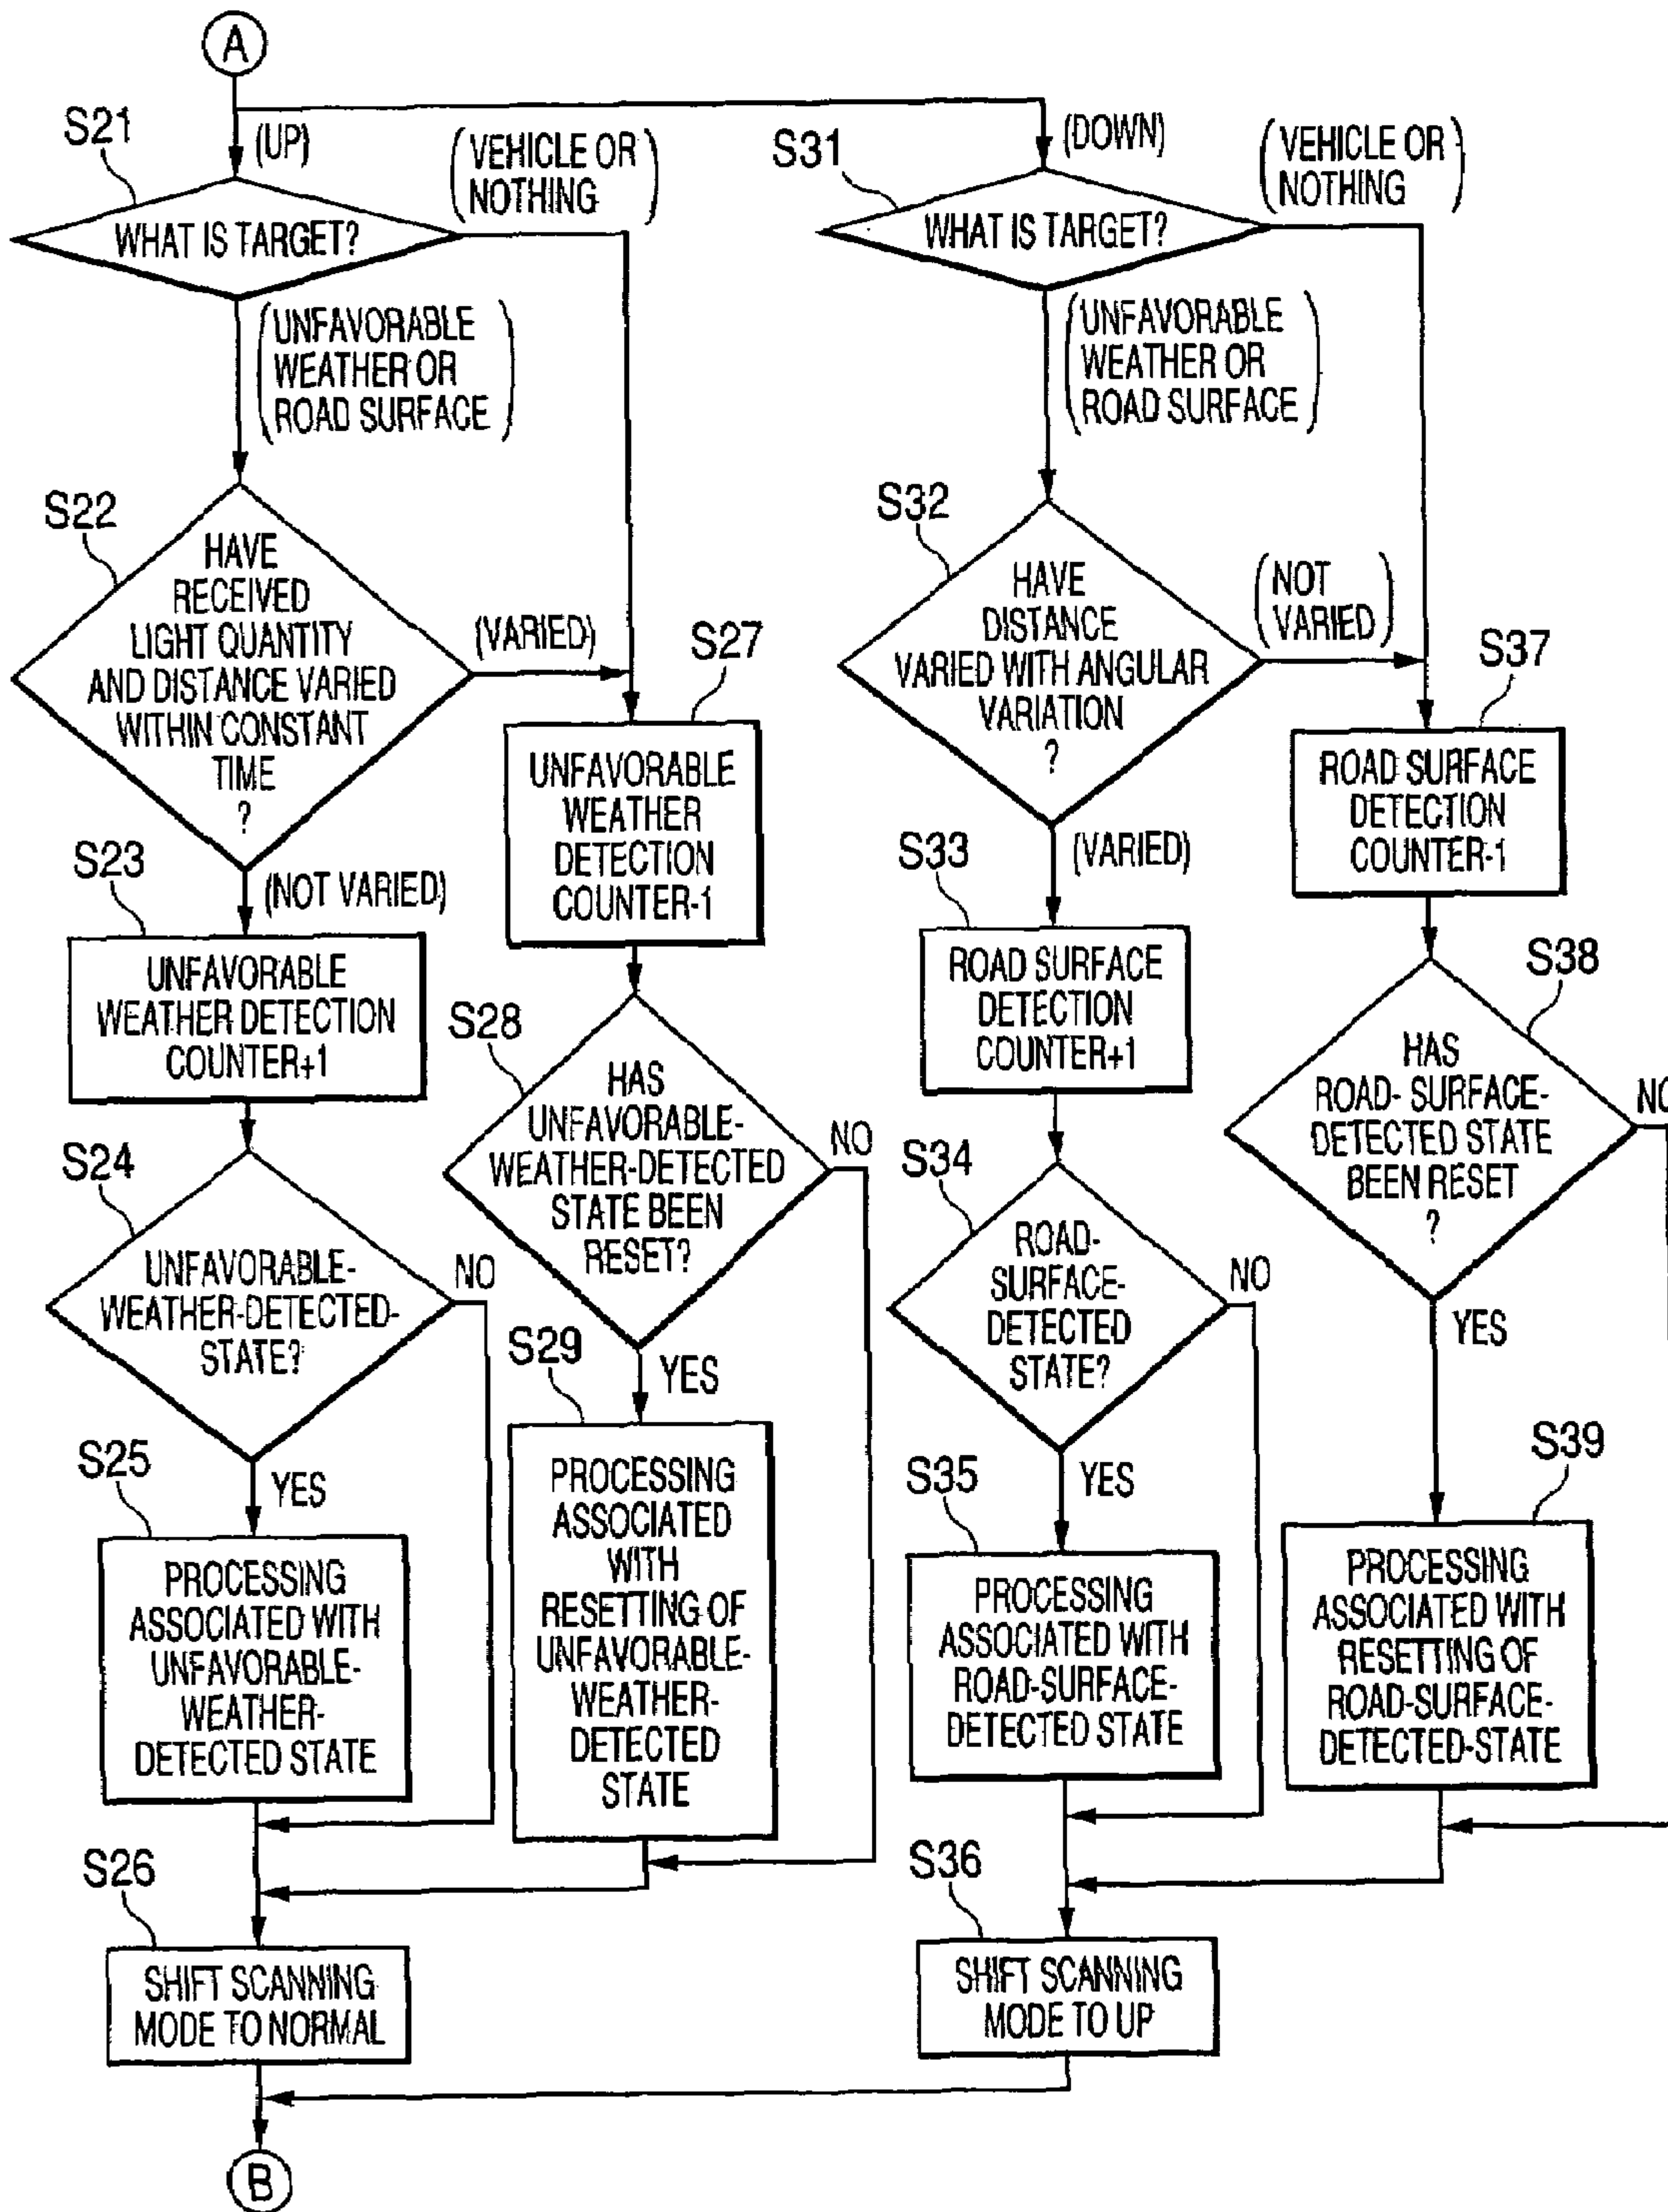 A
S21
(UP)
(VEHICLE OR
NOTHING)
WHAT IS TARGET?
(UNFAVORABLE
WEATHER OR
ROAD SURFACE)
S22
HAVE
RECEIVED
LIGHT QUANTITY
AND DISTANCE VARIED
WITHIN CONSTANT
TIME
?
(VARIED)
S27
UNFAVORABLE
WEATHER
DETECTION
COUNTER-1
S23
(NOT VARIED)
UNFAVORABLE
WEATHER DETECTION
COUNTER+1
S28
HAS
UNFAVORABLE-
WEATHER-DETECTED
STATE BEEN
RESET?
NO
S24
UNFAVORABLE-
WEATHER-DETECTED-
STATE?
NO
S29
YES
PROCESSING
ASSOCIATED
WITH
RESETTING OF
UNFAVORABLE-
WEATHER-
DETECTED
STATE
S25
YES
PROCESSING
ASSOCIATED WITH
UNFAVORABLE-
WEATHER-
DETECTED STATE
S26
SHIFT SCANNING
MODE TO NORMAL
B
S31
(DOWN)
(VEHICLE OR
NOTHING)
WHAT IS TARGET?
(UNFAVORABLE
WEATHER OR
ROAD SURFACE)
S32
HAVE
DISTANCE
VARIED WITH ANGULAR
VARIATION
?
(NOT
VARIED)
S37
ROAD SURFACE
DETECTION
COUNTER-1
S33
(VARIED)
ROAD SURFACE
DETECTION
COUNTER+1
S38
HAS
ROAD- SURFACE-
DETECTED STATE
BEEN RESET
?
NO
S34
ROAD-
SURFACE-
DETECTED
STATE?
NO
YES
S39
PROCESSING
ASSOCIATED WITH
RESETTING OF
ROAD-SURFACE-
DETECTED-STATE
S35
YES
PROCESSING
ASSOCIATED WITH
ROAD-SURFACE-
DETECTED STATE
S36
SHIFT SCANNING
MODE TO UP